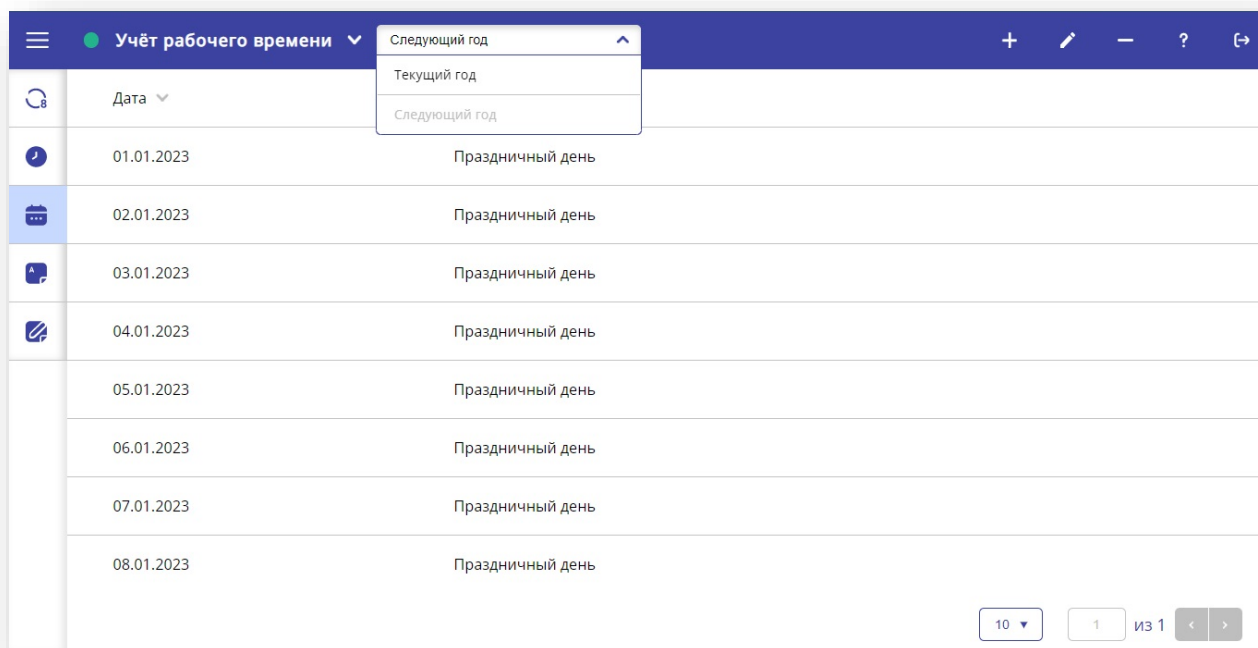 Учёт рабочего времени Следующий год + − ?
Текущий год
Следующий год
Дата
01.01.2023 Праздничный день
02.01.2023 Праздничный день
03.01.2023 Праздничный день
04.01.2023 Праздничный день
05.01.2023 Праздничный день
06.01.2023 Праздничный день
07.01.2023 Праздничный день
08.01.2023 Праздничный день
10 1 из 1
8
A